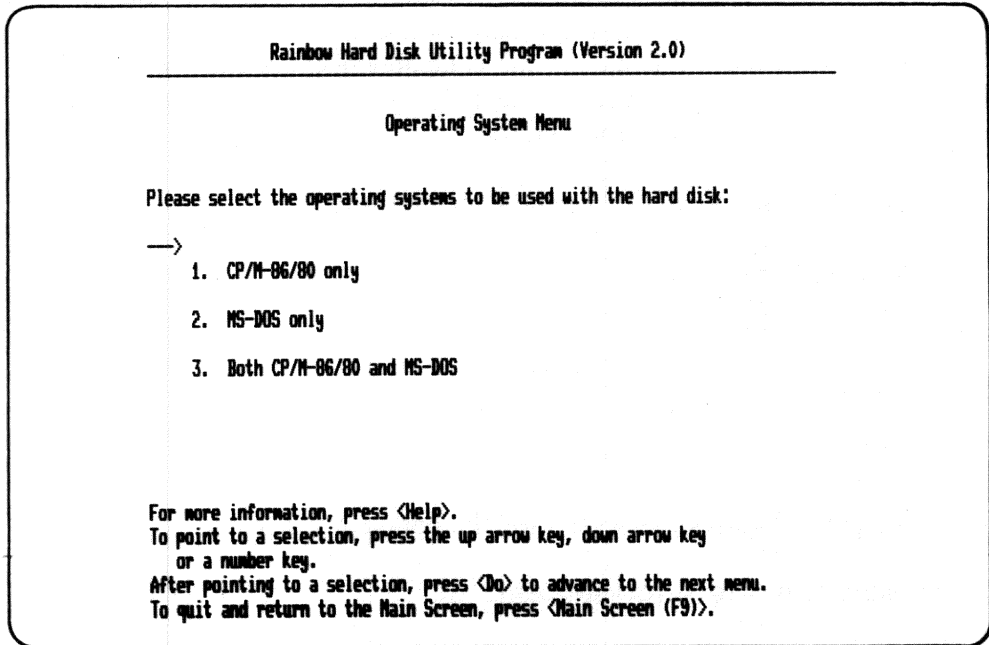 Rainbow Hard Disk Utility Program (Version 2.0)
Operating System Menu
Please select the operating systems to be used with the hard disk:
-->
1. CP/M-86/80 only
2. MS-DOS only
3. Both CP/M-86/80 and MS-DOS
For more information, press <Help>.
To point to a selection, press the up arrow key, down arrow key
or a number key.
After pointing to a selection, press <Do> to advance to the next menu.
To quit and return to the Main Screen, press <Main Screen (F9)>.